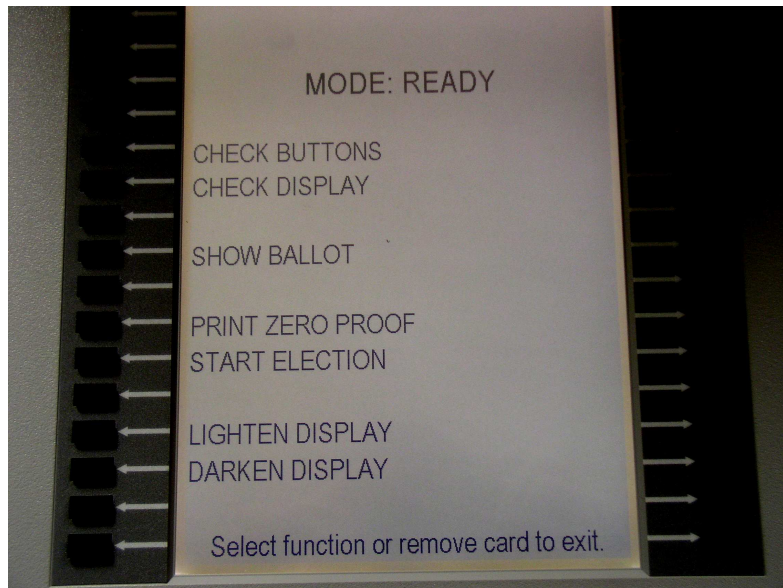 MODE: READY
CHECK BUTTONS
CHECK DISPLAY
SHOW BALLOT
PRINT ZERO PROOF
START ELECTION
LIGHTEN DISPLAY
DARKEN DISPLAY
Select function or remove card to exit.